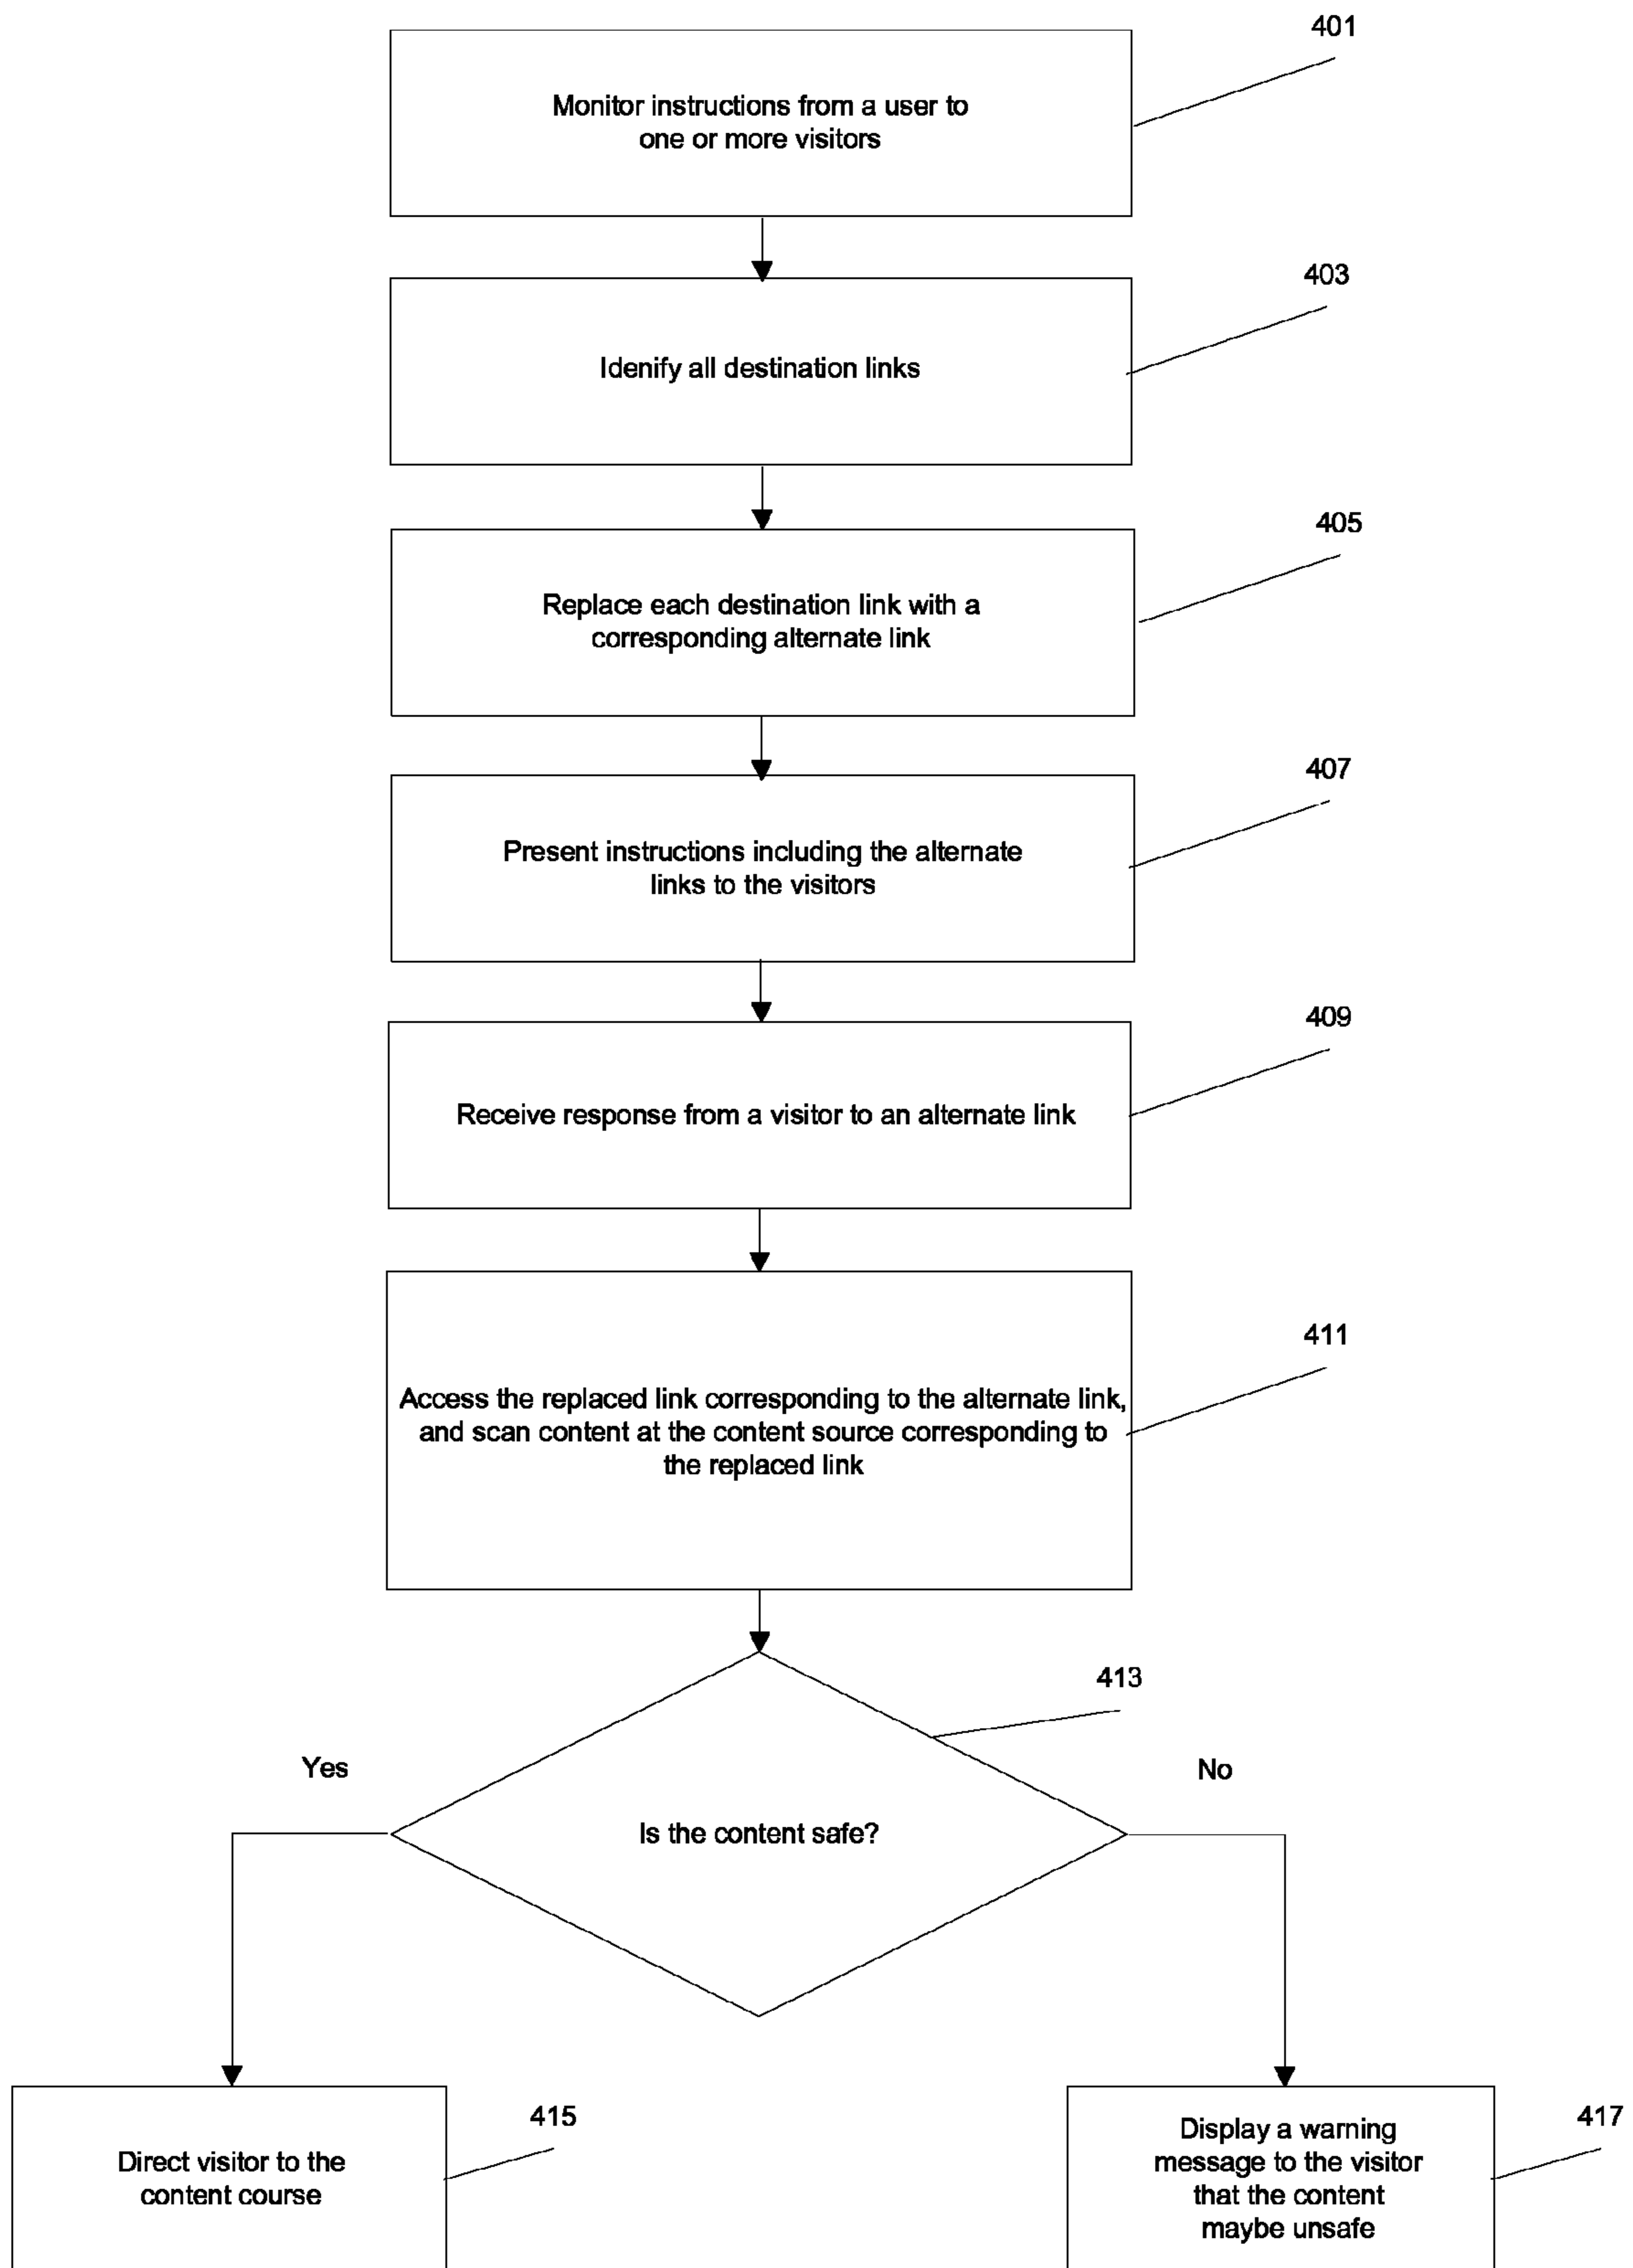 401
Monitor instructions from a user to
one or more visitors
403
Idenify all destination links
405
Replace each destination link with a
corresponding alternate link
407
Present instructions including the alternate
links to the visitors
409
Receive response from a visitor to an alternate link
411
Access the replaced link corresponding to the alternate link,
and scan content at the content source corresponding to
the replaced link
413
Yes
No
Is the content safe?
415
Direct visitor to the
content course
417
Display a warning
message to the visitor
that the content
maybe unsafe